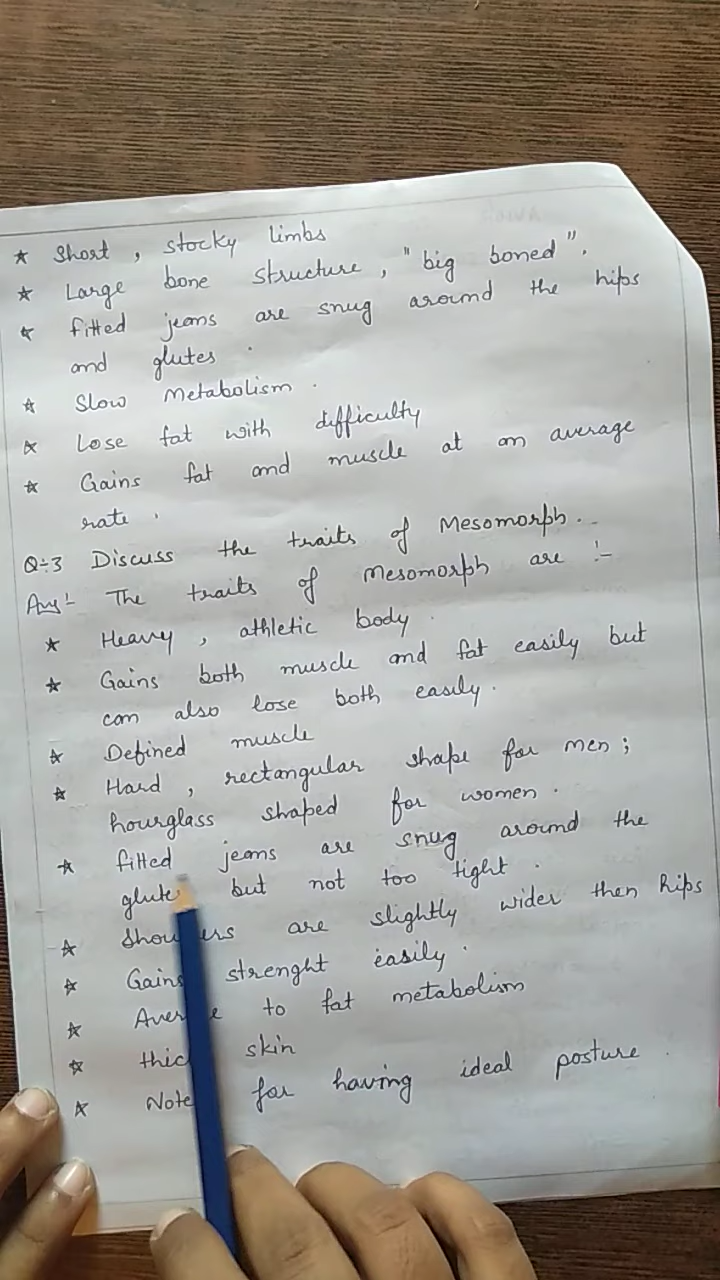 ★ Short , stocky limbs
★ Large bone structure , "big boned".
★ fitted jeans are snug around the hips
and glutes .
★ Slow Metabolism .
★ Lose fat with difficulty
★ Gains fat and muscle at an average
rate .
Q:-3 Discuss the traits of Mesomorph.
Ans:- The traits of Mesomorph are :-
★ Heavy , athletic body .
★ Gains both muscle and fat easily but
can also lose both easily .
★ Defined muscle
★ Hard , rectangular shape for men ;
hourglass shaped for women .
★ fitted jeans are snug around the
glute but not too tight .
★ are slightly wider then hips
★ Gains strenght easily .
★ to fat metabolism
★ skin
★ for having ideal posture .